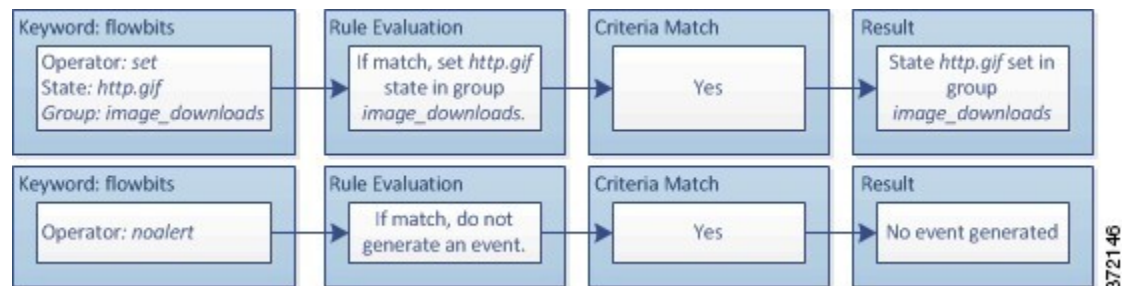 Keyword: flowbits
Operator: set
State: http.gif
Group: image_downloads
Rule Evaluation
If match, set http.gif
state in group
image_downloads.
Criteria Match
Yes
Result
State http.gif set in
group
image_downloads
Keyword: flowbits
Operator: noalert
Rule Evaluation
If match, do not
generate an event.
Criteria Match
Yes
Result
No event generated
372146